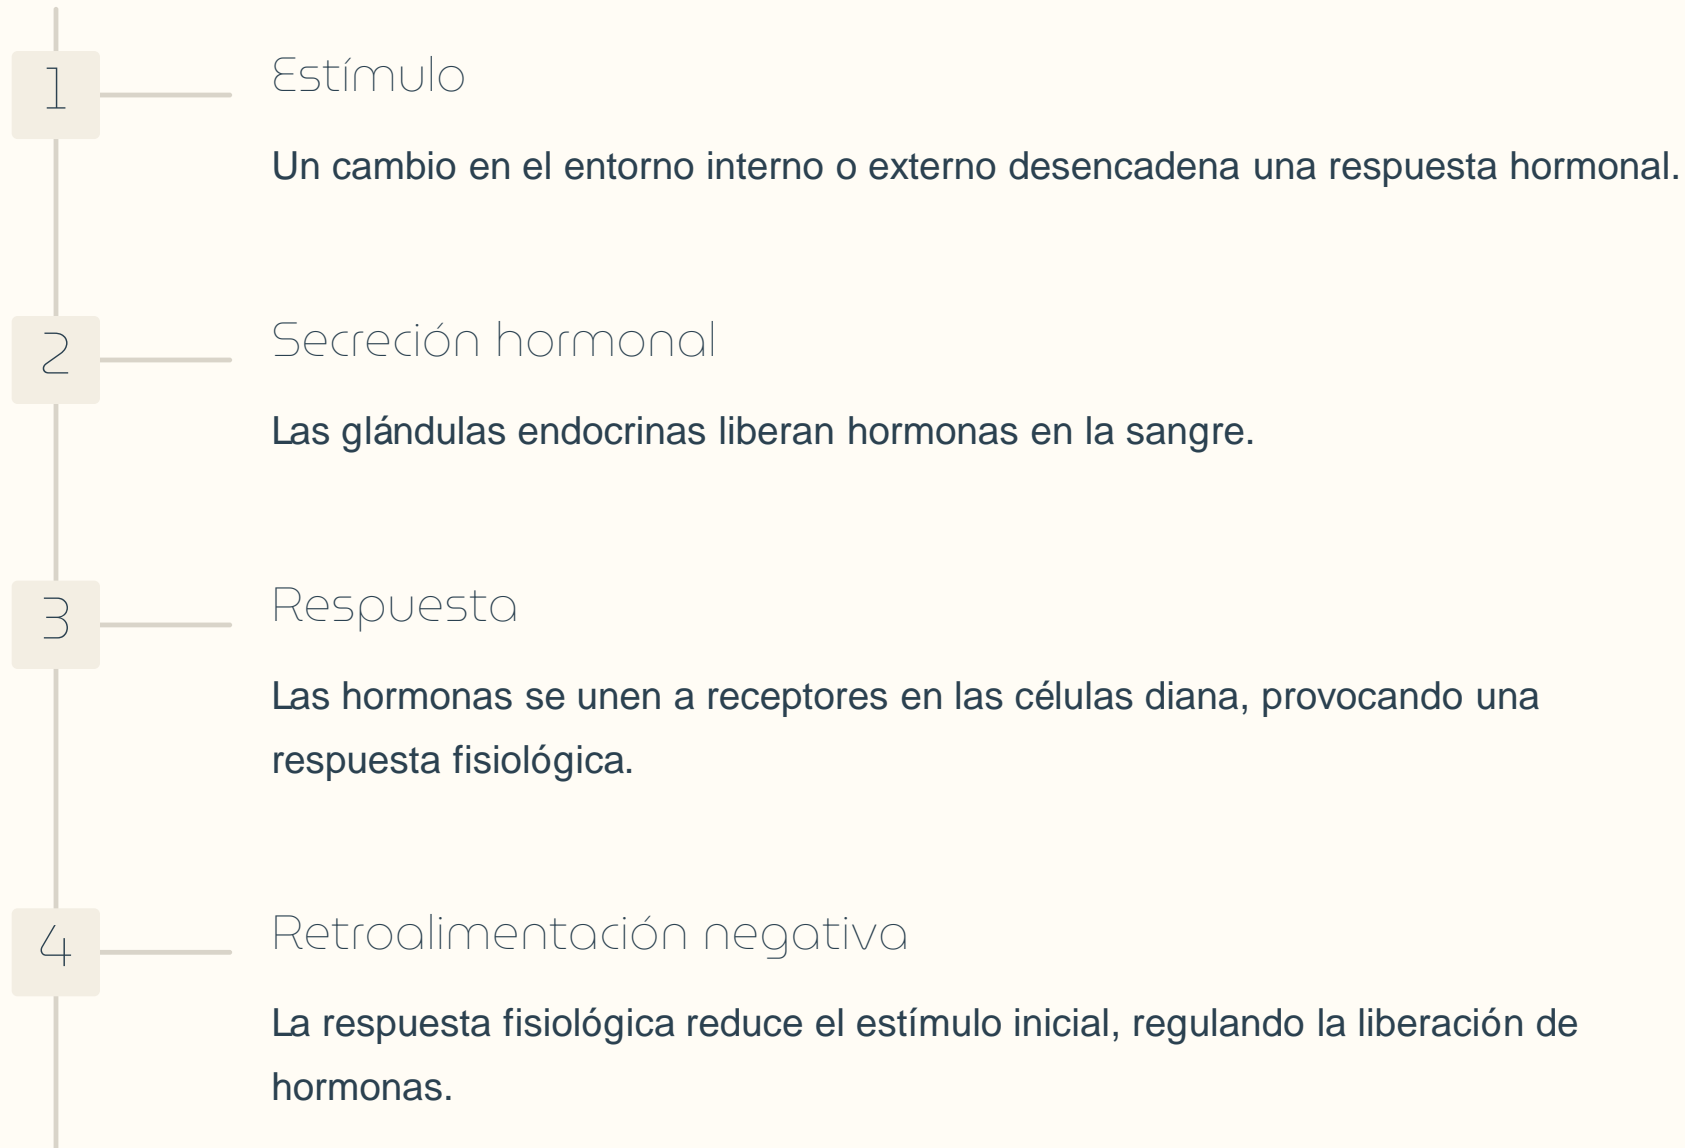 1
Estímulo
Un cambio en el entorno interno o externo desencadena una respuesta hormonal.
2
Secreción hormonal
Las glándulas endocrinas liberan hormonas en la sangre.
3
Respuesta
Las hormonas se unen a receptores en las células diana, provocando una
respuesta fisiológica.
4
Retroalimentación negativa
La respuesta fisiológica reduce el estímulo inicial, regulando la liberación de
hormonas.